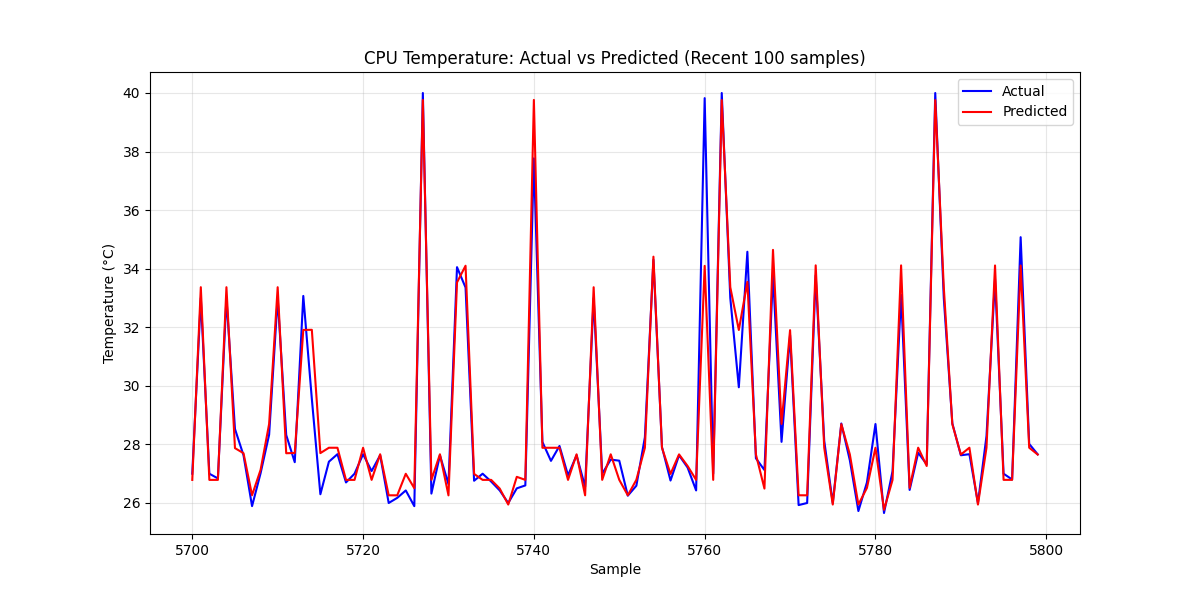 CPU Temperature: Actual vs Predicted (Recent 100 samples)
Actual
Predicted
Temperature (°C)
40
38
36
34
32
30
28
26
5700
5720
5740
5760
5780
5800
Sample